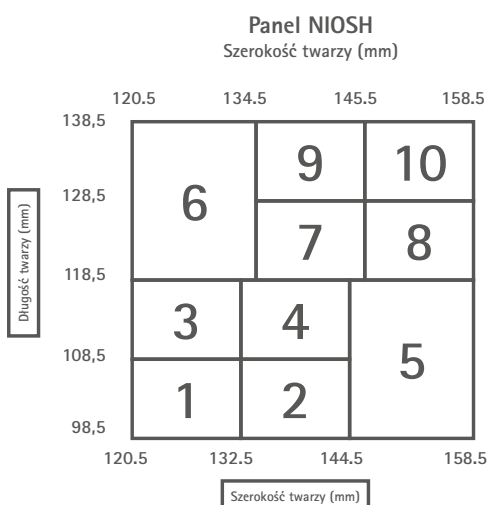 Panel NIOSH
Szerokość twarzy (mm)
120.5 134.5 145.5 158.5
138,5
9 10
128,5
6
7 8
Długość twarzy (mm)
118,5
3 4
5
108,5
1 2
98,5
120.5 132.5 144.5 158.5
Szerokość twarzy (mm)